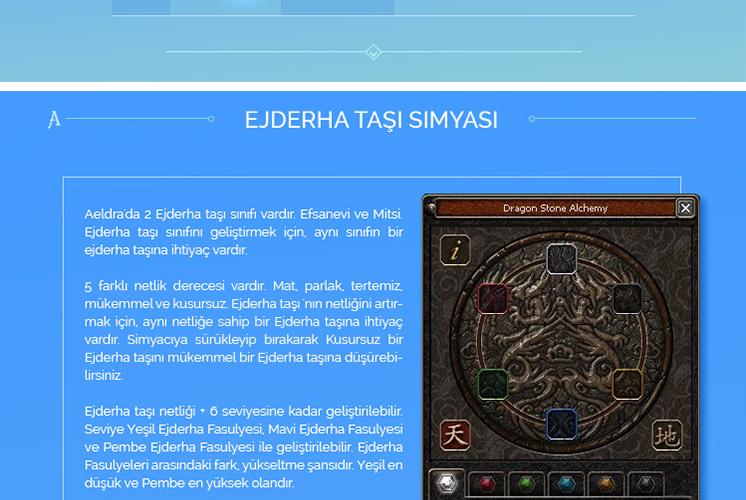 A
EJDERHA TAŞI SIMYASI
Aeldra'da 2 Ejderha taşı sınıfı vardır. Efsanevi ve Mitsi.
Ejderha taşı sınıfını geliştirmek için, aynı sınıfın bir
ejderha taşına ihtiyaç vardır.
5 farklı netlik derecesi vardır. Mat, parlak, tertemiz,
mükemmel ve kusursuz. Ejderha taşı 'nın netliğini artır-
mak için, aynı netliğe sahip bir Ejderha taşına ihtiyaç
vardır. Simyacıya sürükleyip bırakarak Kusursuz bir
Ejderha taşını mükemmel bir Ejderha taşına düşürebi-
lirsiniz.
Ejderha taşı netliği + 6 seviyesine kadar geliştirilebilir.
Seviye Yeşil Ejderha Fasulyesi, Mavi Ejderha Fasulyesi
ve Pembe Ejderha Fasulyesi ile geliştirilebilir. Ejderha
Fasulyeleri arasındaki fark, yükseltme şansıdır. Yeşil en
düşük ve Pembe en yüksek olandır.
Dragon Stone Alchemy
i
天
地